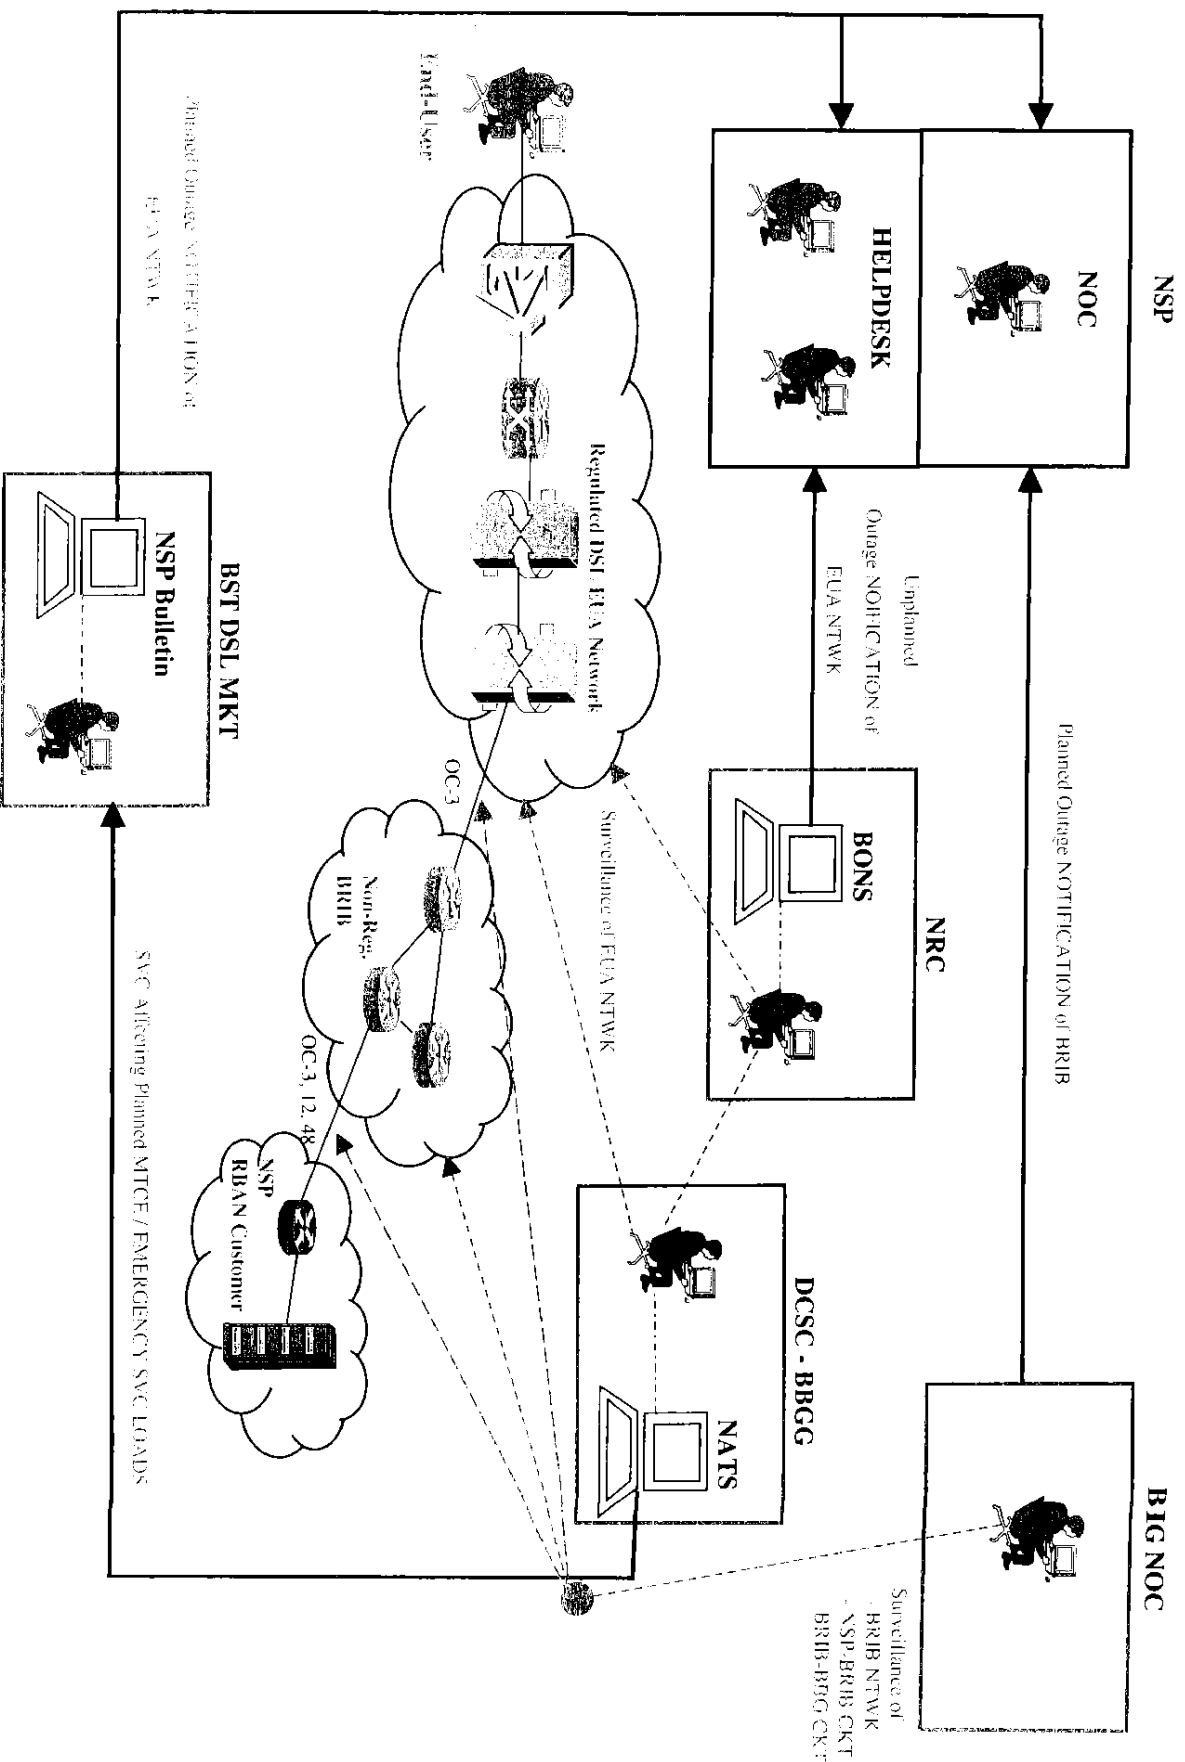 NSP
NOC
HELPDESK
End-User
Planned Outage NOTIFICATION of
EUA NTWK
Regulated DSL EUA Network
Unplanned
Outage NOIFICATION of
EUA NTWK
Planned Outage NOTIFICATION of BRIB
BST DSL MKT
NSP Bulletin
NRC
BONS
OC-3
Surveillance of EUA NTWK
Non-Reg.
BRIB
OC-3, 12, 48
NSP
RBAN Customer
SVC Affecting Planned MTCE / EMERGENCY SVC LOADS
DCSC - BBGG
NATS
BIG NOC
Surveillance of
- BRIB NTWK
- NSP-BRIB CKT
BRIB-BBG CKT